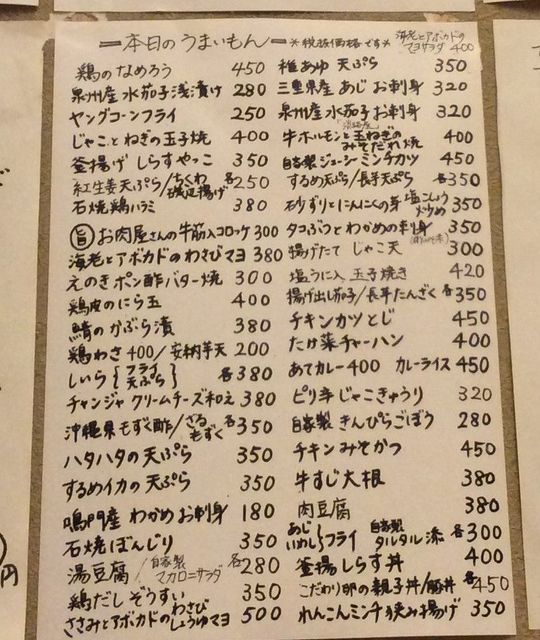 本日のうまいもん ＊税抜価格です＊
海老とアボカドのマヨサラダ 400
鶏のなめろう 450
泉州産 水茄子浅漬け 280
ヤングコーンフライ 250
じゃことねぎの玉子焼 400
釜揚げ しらすやっこ 350
紅生姜天ぷら/ちくわ磯辺揚げ 各250
石焼鶏ハラミ 380
旨 お肉屋さんの牛筋入コロッケ 300
海老とアボカドのわさびマヨ 380
えのき ポン酢バター焼 300
鶏皮のにら玉 400
鯖のかぶら漬 380
鶏わさ 400/安納芋天 200
しいら{フライ 天ぷら} 各380
チャンジャ クリームチーズ和え 380
沖縄県もずく酢/ざるもずく 各350
ハタハタの天ぷら 350
するめイカの天ぷら 350
鳴門産 わかめお刺身 180
石焼ぼんじり 350
湯豆腐/自家製マカロニサラダ 各280
鶏だし ぞうすい 350
ささみとアボカドのわさびしょうゆマヨ 500
稚あゆ 天ぷら 350
三重県産 あじ お刺身 320
泉州産 水茄子お刺身 320
牛ホルモンと淡路産玉ねぎのみそだれ焼 400
自家製ジューシーミンチカツ 450
するめ天ぷら/長芋天ぷら 各350
砂ずりとにんにくの芽 塩こしょう炒め 350
タコぶつとわかめの刺身 350
揚げたて じゃこ天 300
塩うに入 玉子焼き 420
揚げ出し茄子/長芋たんざく 各350
チキンカツとじ 450
たけ菜チャーハン 400
あてカレー 400 カレーライス 450
ピリ辛じゃこきゅうり 320
自家製 きんぴらごぼう 280
チキンみそかつ 450
牛すじ大根 380
肉豆腐 380
あじ いわし フライ 自家製タルタル添 各300
釜揚しらす丼 400
こだわり卵の親子丼/豚丼 各450
れんこんミンチ挟み揚げ 350